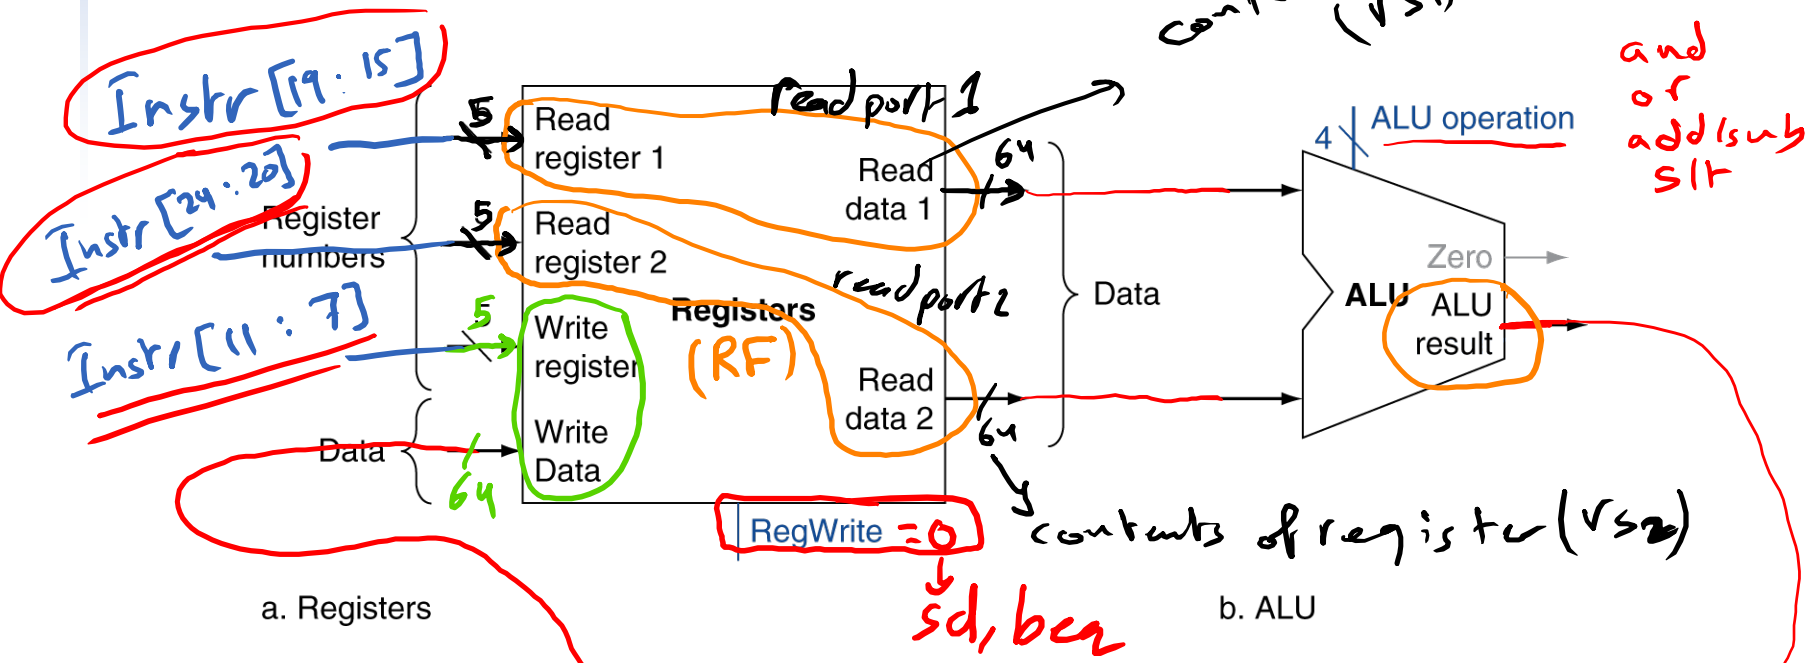 (rs1)
and
or
add/sub
slt
Instr[19:15]
5
Read
register 1
read port 1
Read
data 1
64
4
ALU operation
Instr[24:20]
Register
numbers
5
Read
register 2
read port 2
Registers
(RF)
Data
Zero
ALU
ALU
result
Instr[11:7]
5
Write
register
Read
data 2
64
Data
64
Write
Data
RegWrite = 0
contents of register (rs2)
sd, beq
a. Registers
b. ALU